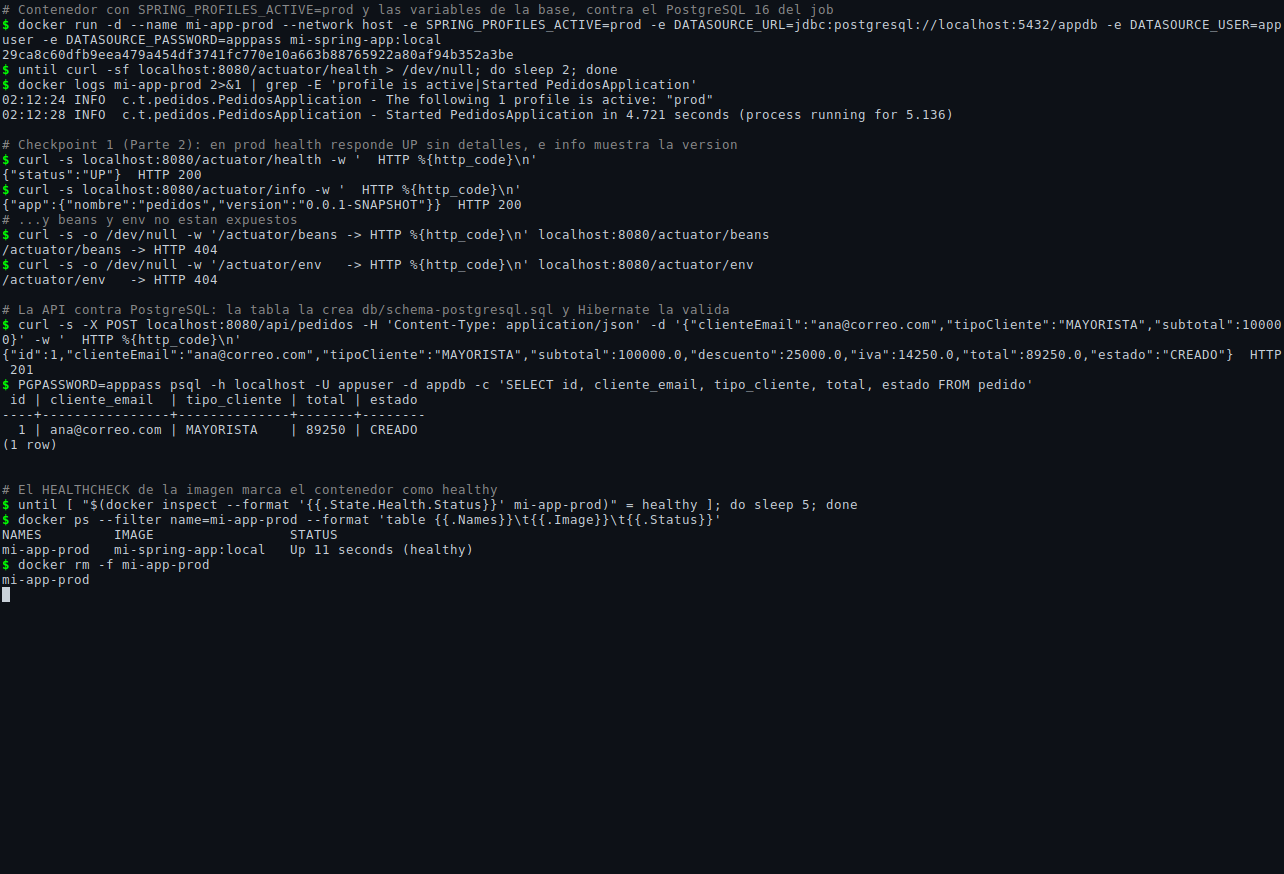 # Contenedor con SPRING_PROFILES_ACTIVE=prod y las variables de la base, contra el PostgreSQL 16 del job
$ docker run -d --name mi-app-prod --network host -e SPRING_PROFILES_ACTIVE=prod -e DATASOURCE_URL=jdbc:postgresql://localhost:5432/appdb -e DATASOURCE_USER=app
user -e DATASOURCE_PASSWORD=apppass mi-spring-app:local
29ca8c60dfb9eea479a454df3741fc770e10a663b88765922a80af94b352a3be
$ until curl -sf localhost:8080/actuator/health > /dev/null; do sleep 2; done
$ docker logs mi-app-prod 2>&1 | grep -E 'profile is active|Started PedidosApplication'
02:12:24 INFO  c.t.pedidos.PedidosApplication - The following 1 profile is active: "prod"
02:12:28 INFO  c.t.pedidos.PedidosApplication - Started PedidosApplication in 4.721 seconds (process running for 5.136)
# Checkpoint 1 (Parte 2): en prod health responde UP sin detalles, e info muestra la version
$ curl -s localhost:8080/actuator/health -w '  HTTP %{http_code}\n'
{"status":"UP"}  HTTP 200
$ curl -s localhost:8080/actuator/info -w '  HTTP %{http_code}\n'
{"app":{"nombre":"pedidos","version":"0.0.1-SNAPSHOT"}}  HTTP 200
# ...y beans y env no estan expuestos
$ curl -s -o /dev/null -w '/actuator/beans -> HTTP %{http_code}\n' localhost:8080/actuator/beans
/actuator/beans -> HTTP 404
$ curl -s -o /dev/null -w '/actuator/env   -> HTTP %{http_code}\n' localhost:8080/actuator/env
/actuator/env   -> HTTP 404
# La API contra PostgreSQL: la tabla la crea db/schema-postgresql.sql y Hibernate la valida
$ curl -s -X POST localhost:8080/api/pedidos -H 'Content-Type: application/json' -d '{"clienteEmail":"ana@correo.com","tipoCliente":"MAYORISTA","subtotal":10000
0}' -w '  HTTP %{http_code}\n'
{"id":1,"clienteEmail":"ana@correo.com","tipoCliente":"MAYORISTA","subtotal":100000.0,"descuento":25000.0,"iva":14250.0,"total":89250.0,"estado":"CREADO"}  HTTP
 201
$ PGPASSWORD=apppass psql -h localhost -U appuser -d appdb -c 'SELECT id, cliente_email, tipo_cliente, total, estado FROM pedido'
 id | cliente_email  | tipo_cliente | total | estado
----+----------------+--------------+-------+--------
  1 | ana@correo.com | MAYORISTA    | 89250 | CREADO
(1 row)
# El HEALTHCHECK de la imagen marca el contenedor como healthy
$ until [ "$(docker inspect --format '{{.State.Health.Status}}' mi-app-prod)" = healthy ]; do sleep 5; done
$ docker ps --filter name=mi-app-prod --format 'table {{.Names}}\t{{.Image}}\t{{.Status}}'
NAMES         IMAGE                 STATUS
mi-app-prod   mi-spring-app:local   Up 11 seconds (healthy)
$ docker rm -f mi-app-prod
mi-app-prod